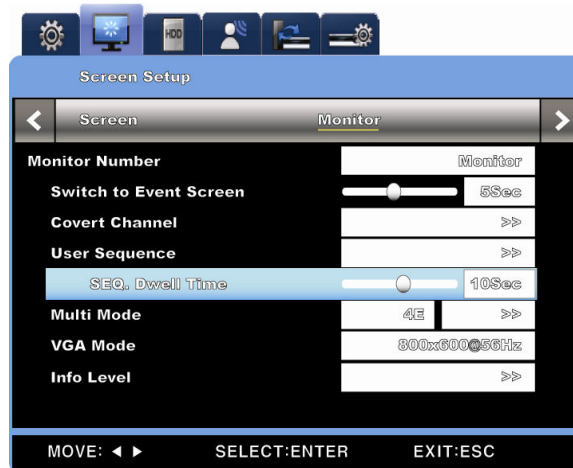 HDD
Screen Setup
Screen Monitor
Monitor Number Monitor
Switch to Event Screen 5Sec
Covert Channel >>
User Sequence >>
SEQ. Dwell Time 10Sec
Multi Mode 4E >>
VGA Mode 800x600@56Hz
Info Level >>
MOVE: ◀ ▶ SELECT:ENTER EXIT:ESC